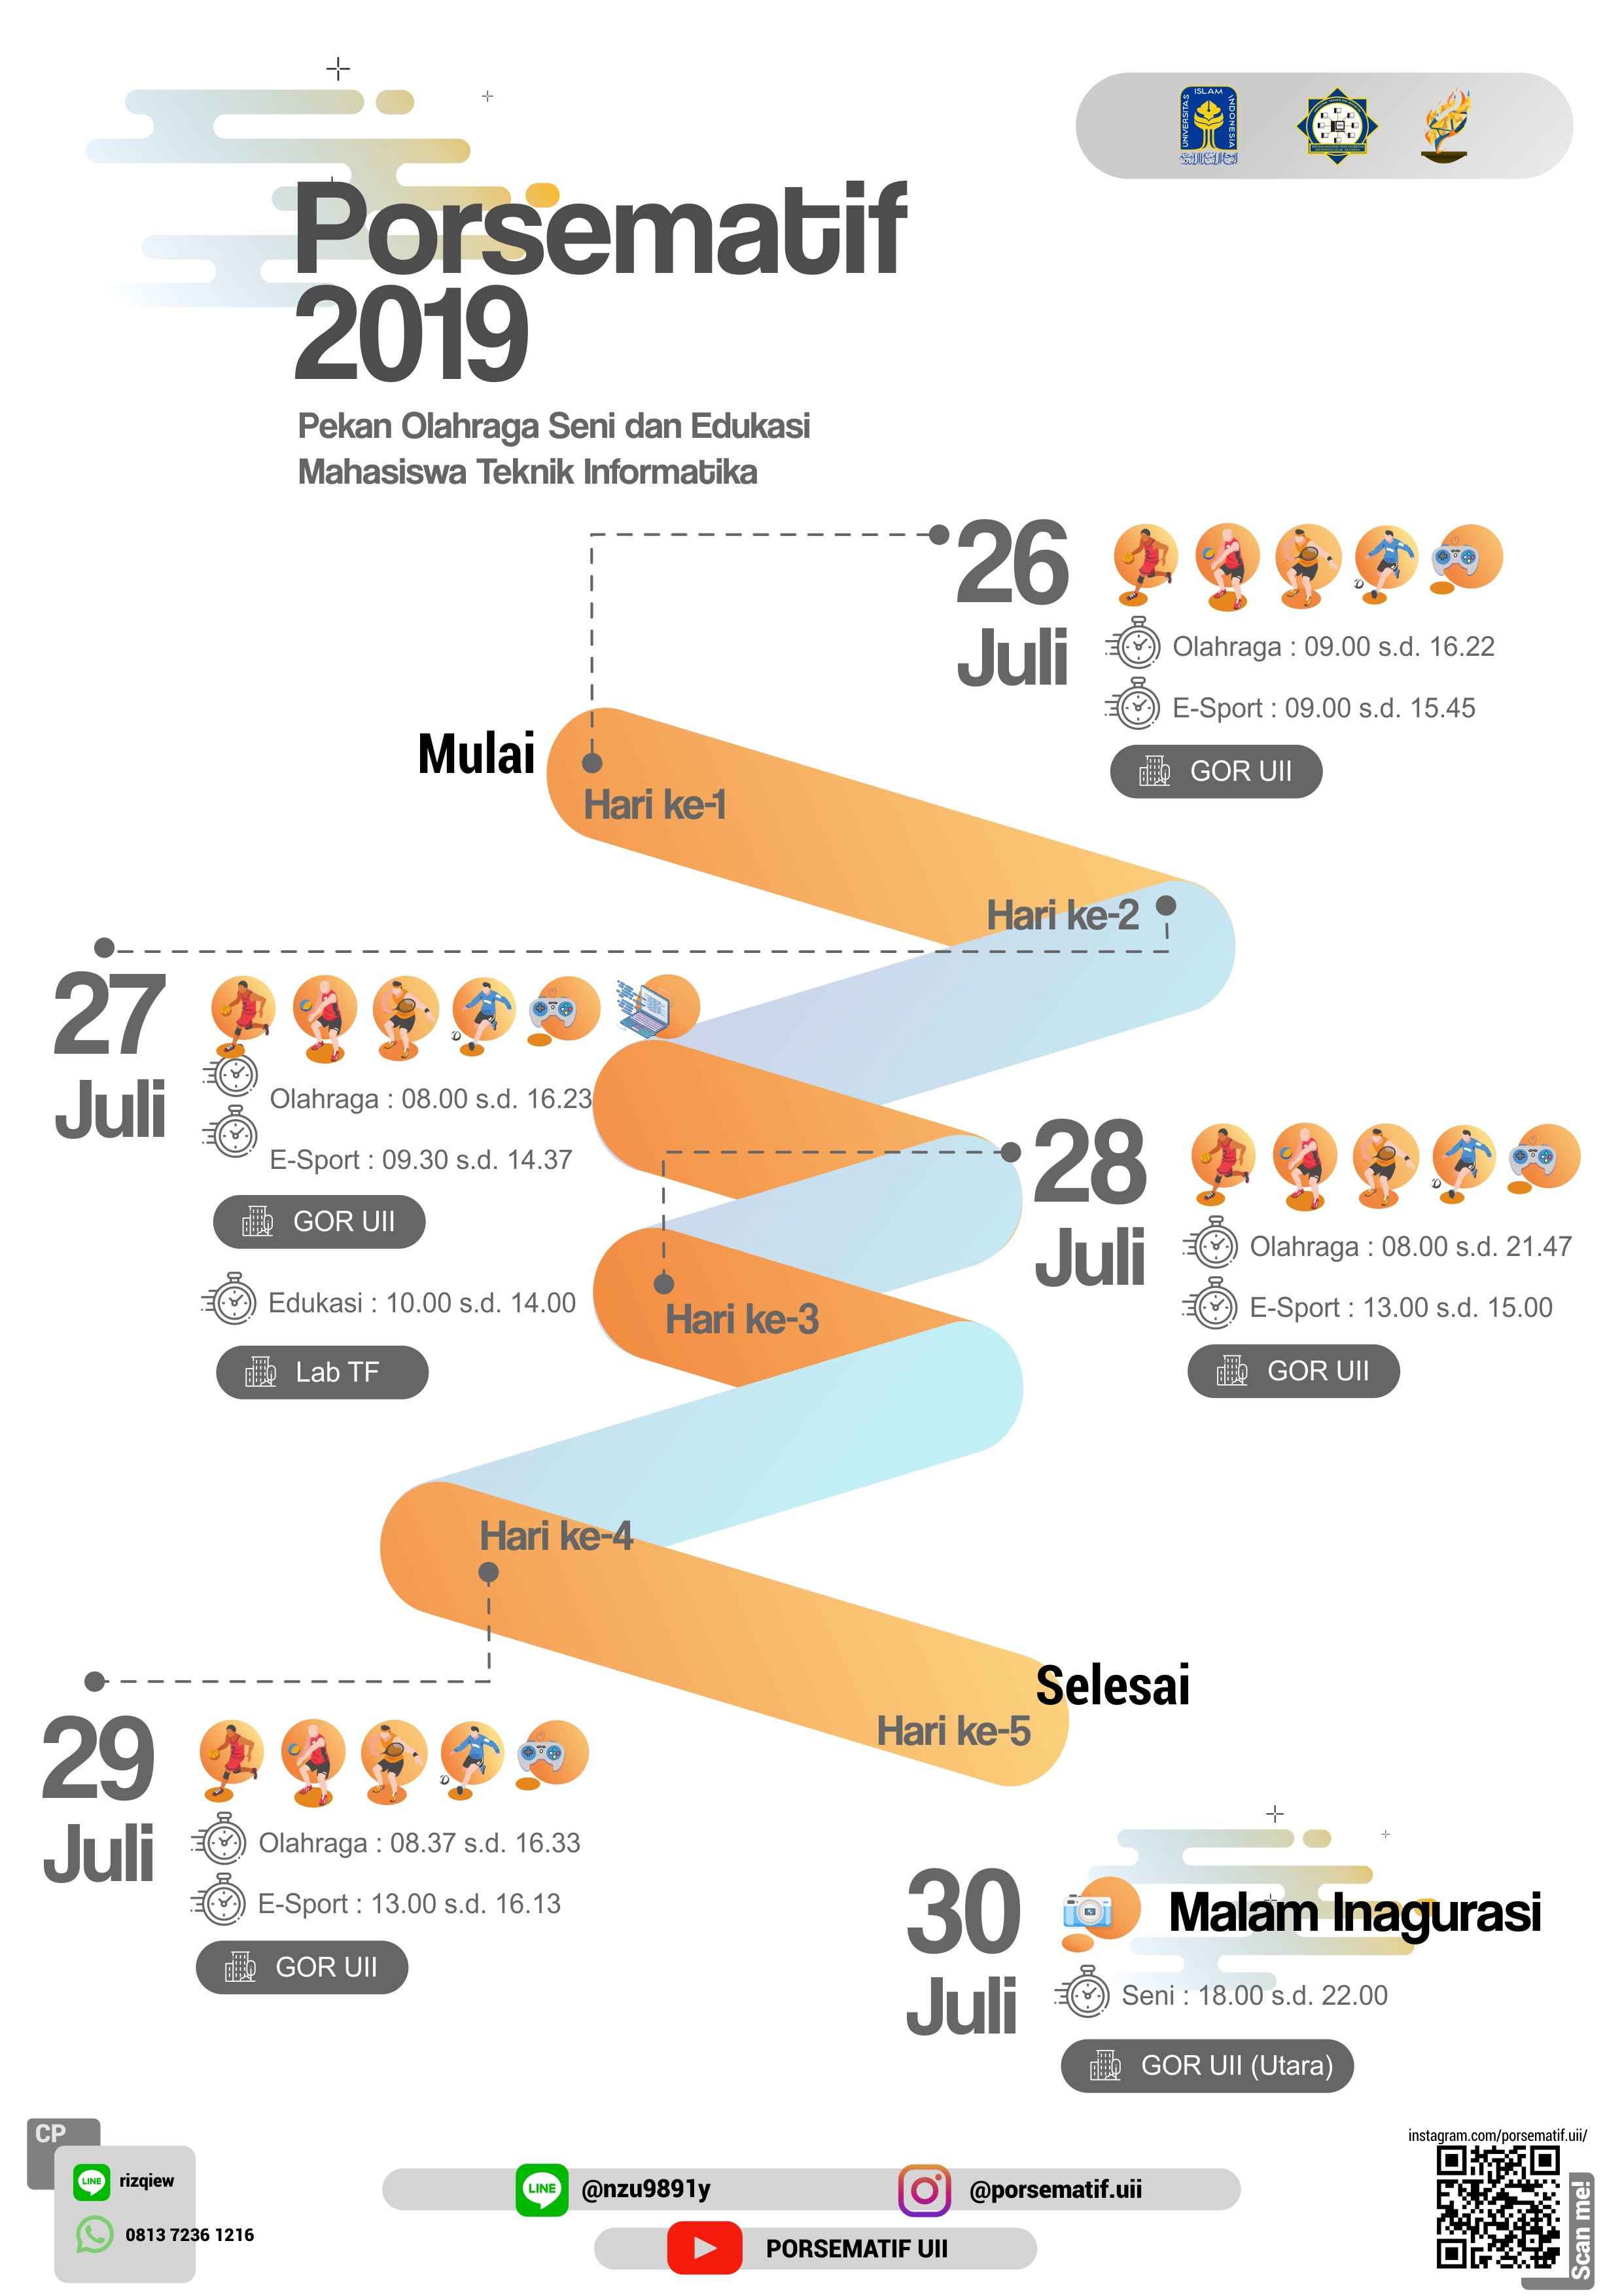 UNIVERSITAS
ISLAM
INDONESIA
Porsematif
2019
Pekan Olahraga Seni dan Edukasi
Mahasiswa Teknik Informatika
26
Juli
Olahraga : 09.00 s.d. 16.22
E-Sport : 09.00 s.d. 15.45
GOR UII
Mulai
Hari ke-1
Hari ke-2
27
Juli
Olahraga : 08.00 s.d. 16.23
E-Sport : 09.30 s.d. 14.37
GOR UII
Edukasi : 10.00 s.d. 14.00
Lab TF
28
Juli
Olahraga : 08.00 s.d. 21.47
E-Sport : 13.00 s.d. 15.00
GOR UII
Hari ke-3
Hari ke-4
29
Juli
Olahraga : 08.37 s.d. 16.33
E-Sport : 13.00 s.d. 16.13
GOR UII
Selesai
Hari ke-5
30
Juli
Malam Inagurasi
Seni : 18.00 s.d. 22.00
GOR UII (Utara)
CP
LINE
rizqiew
0813 7236 1216
LINE
@nzu9891y
@porsematif.uii
PORSEMATIF UII
instagram.com/porsematif.uii/
Scan me!